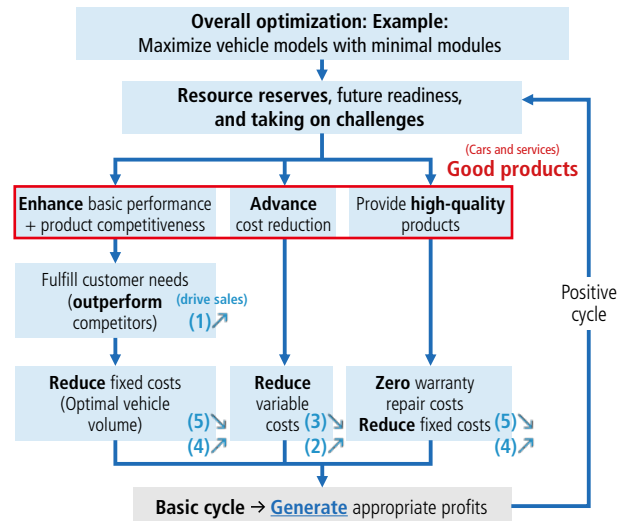 Overall optimization: Example:
Maximize vehicle models with minimal modules
Resource reserves, future readiness,
and taking on challenges
(Cars and services)
Good products
Enhance basic performance
+ product competitiveness
Advance
cost reduction
Provide high-quality
products
Fulfill customer needs
(outperform
competitors)
(drive sales)
(1)↗
Positive
cycle
Reduce fixed costs
(Optimal vehicle
volume)
(5)↘
(4)↗
Reduce
variable
costs
(3)↘
(2)↗
Zero warranty
repair costs
Reduce fixed costs
(5)↘
(4)↗
Basic cycle → Generate appropriate profits